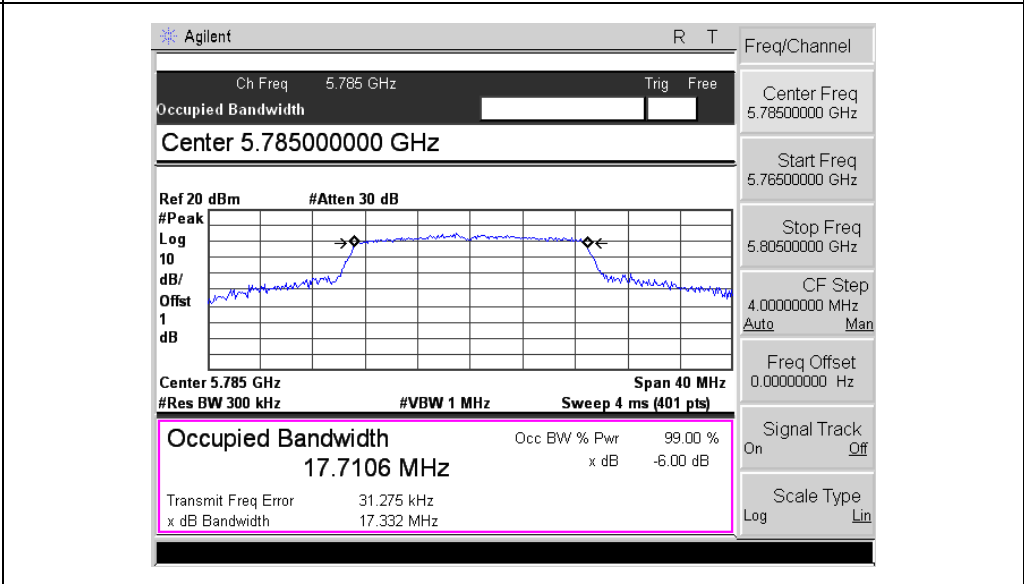 Agilent R T
Ch Freq 5.785 GHz Trig Free
Occupied Bandwidth
Center 5.785000000 GHz
Ref 20 dBm #Atten 30 dB
#Peak
Log
10
dB/
Offst
1
dB
Center 5.785 GHz Span 40 MHz
#Res BW 300 kHz #VBW 1 MHz Sweep 4 ms (401 pts)
Occupied Bandwidth Occ BW % Pwr 99.00 %
17.7106 MHz x dB -6.00 dB
Transmit Freq Error 31.275 kHz
x dB Bandwidth 17.332 MHz
Freq/Channel
Center Freq
5.78500000 GHz
Start Freq
5.76500000 GHz
Stop Freq
5.80500000 GHz
CF Step
4.00000000 MHz
Auto Man
Freq Offset
0.00000000 Hz
Signal Track
On Off
Scale Type
Log Lin